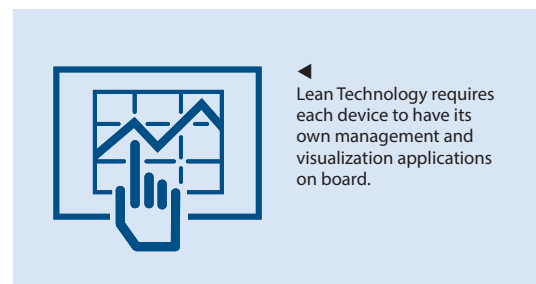 Lean Technology requires
each device to have its
own management and
visualization applications
on board.